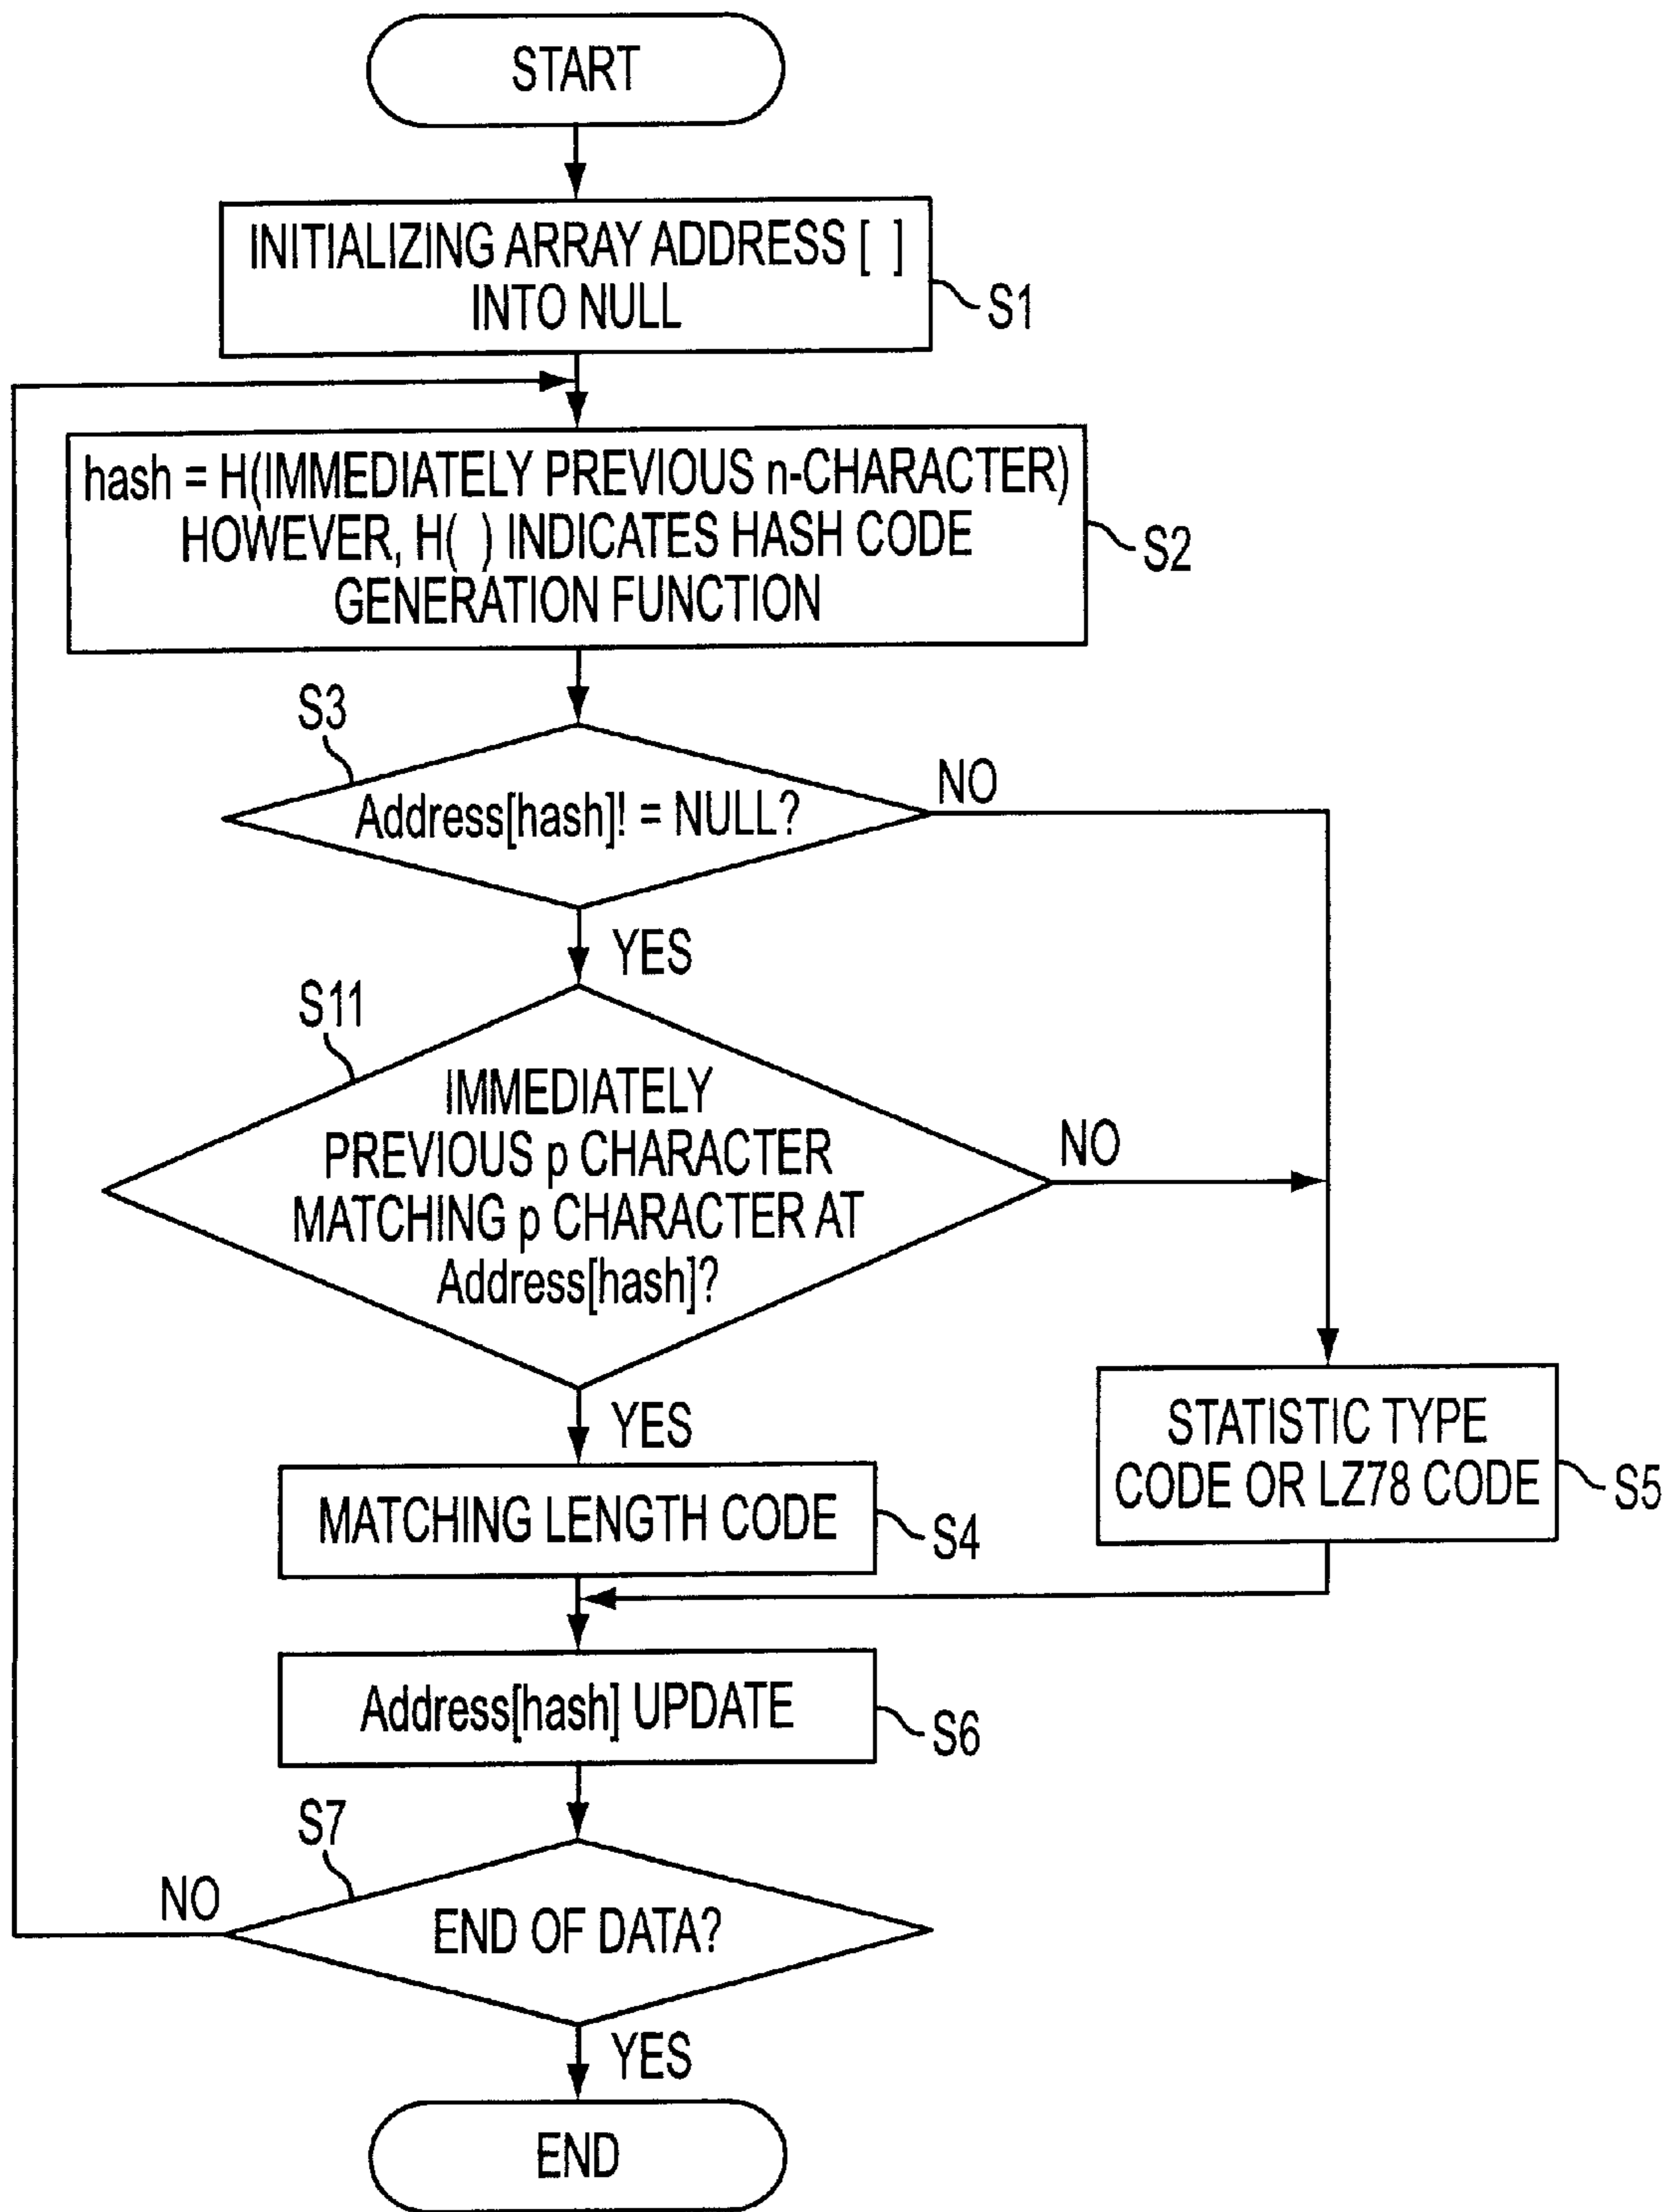 START
INITIALIZING ARRAY ADDRESS [ ]
INTO NULL
S1
hash = H(IMMEDIATELY PREVIOUS n-CHARACTER)
HOWEVER, H( ) INDICATES HASH CODE
GENERATION FUNCTION
S2
S3
Address[hash]! = NULL?
NO
YES
S11
IMMEDIATELY
PREVIOUS p CHARACTER
MATCHING p CHARACTER AT
Address[hash]?
NO
YES
STATISTIC TYPE
CODE OR LZ78 CODE
S5
MATCHING LENGTH CODE
S4
Address[hash] UPDATE
S6
S7
NO
END OF DATA?
YES
END